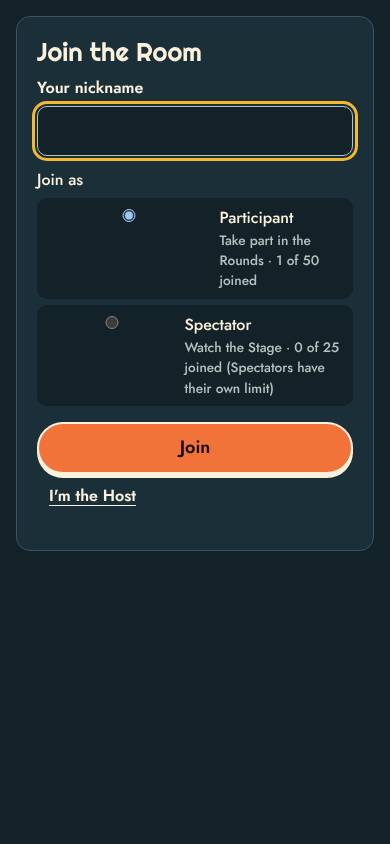 Join the Room
Your nickname
Join as
Participant
Take part in the
Rounds · 1 of 50
joined
Spectator
Watch the Stage · 0 of 25
joined (Spectators have
their own limit)
Join
I'm the Host